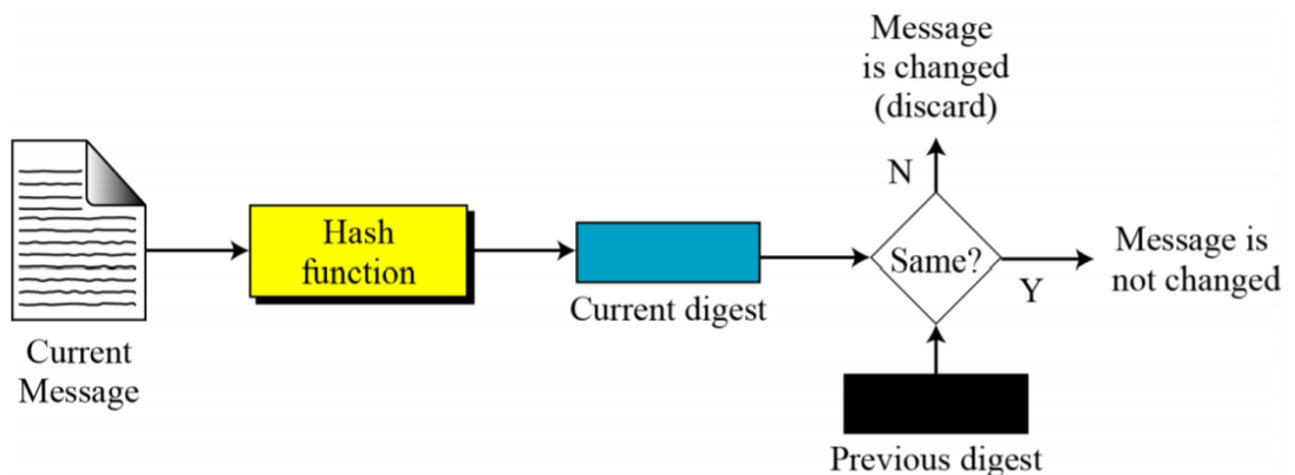 Message
is changed
(discard)
N
Hash
function
Same?
Message is
not changed
Y
Current digest
Current
Message
Previous digest